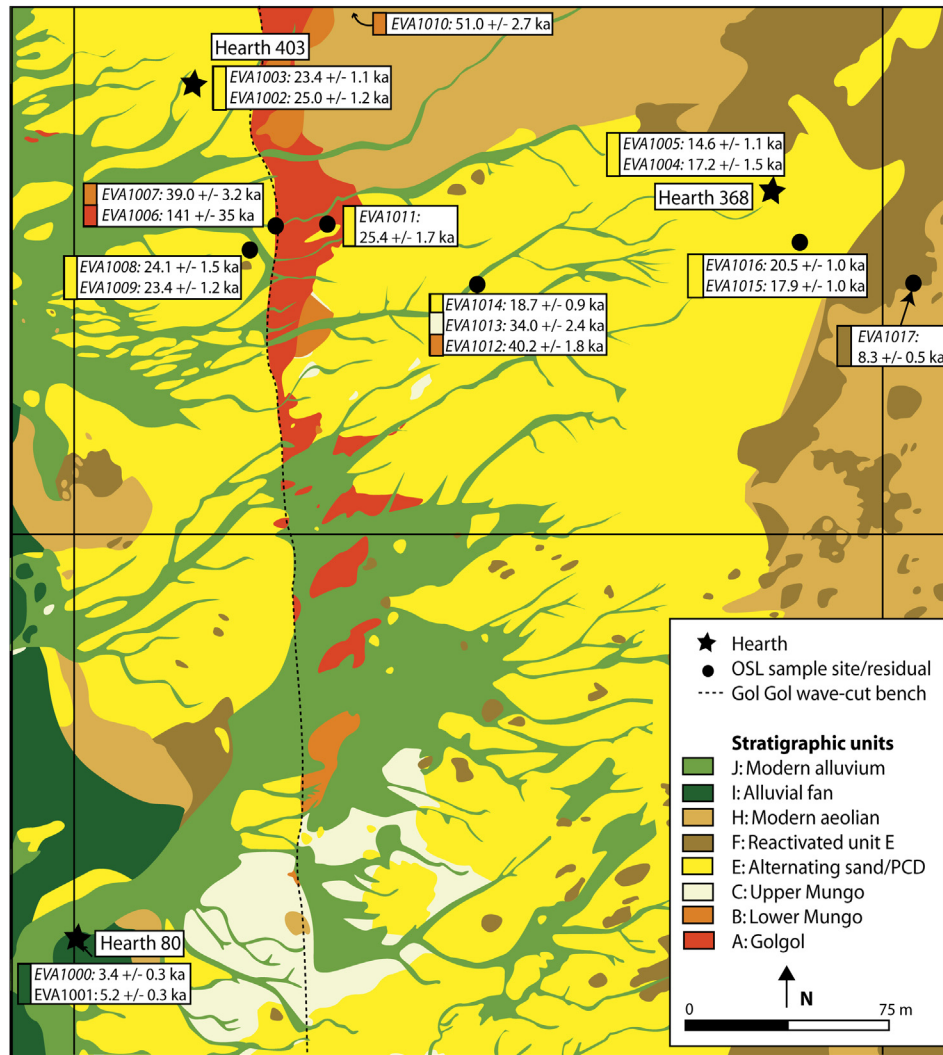 EVA1010: 51.0 +/- 2.7 ka
Hearth 403
EVA1003: 23.4 +/- 1.1 ka
EVA1002: 25.0 +/- 1.2 ka
EVA1005: 14.6 +/- 1.1 ka
EVA1004: 17.2 +/- 1.5 ka
Hearth 368
EVA1007: 39.0 +/- 3.2 ka
EVA1006: 141 +/- 35 ka
EVA1011:
25.4 +/- 1.7 ka
EVA1008: 24.1 +/- 1.5 ka
EVA1009: 23.4 +/- 1.2 ka
EVA1016: 20.5 +/- 1.0 ka
EVA1015: 17.9 +/- 1.0 ka
EVA1014: 18.7 +/- 0.9 ka
EVA1013: 34.0 +/- 2.4 ka
EVA1012: 40.2 +/- 1.8 ka
EVA1017:
8.3 +/- 0.5 ka
Hearth 80
EVA1000: 3.4 +/- 0.3 ka
EVA1001: 5.2 +/- 0.3 ka
Hearth
OSL sample site/residual
Gol Gol wave-cut bench
Stratigraphic units
J: Modern alluvium
I: Alluvial fan
H: Modern aeolian
F: Reactivated unit E
E: Alternating sand/PCD
C: Upper Mungo
B: Lower Mungo
A: Golgol
N
0 75 m